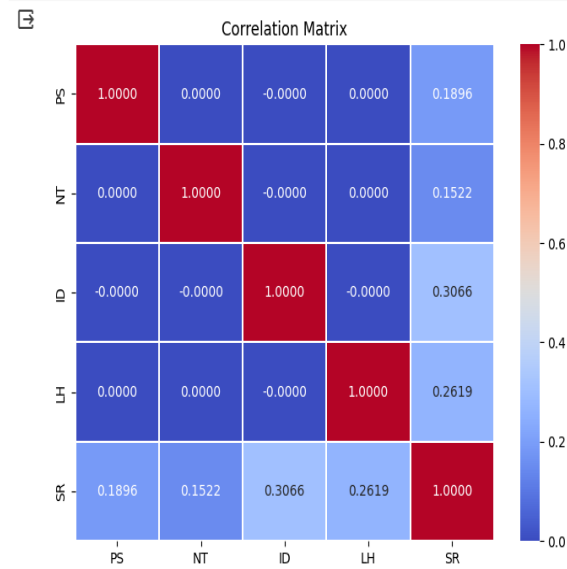 Correlation Matrix
PS 1.0000 0.0000 -0.0000 0.0000 0.1896
NT 0.0000 1.0000 -0.0000 0.0000 0.1522
ID -0.0000 -0.0000 1.0000 -0.0000 0.3066
LH 0.0000 0.0000 -0.0000 1.0000 0.2619
SR 0.1896 0.1522 0.3066 0.2619 1.0000
PS NT ID LH SR
1.0
0.8
0.6
0.4
0.2
0.0